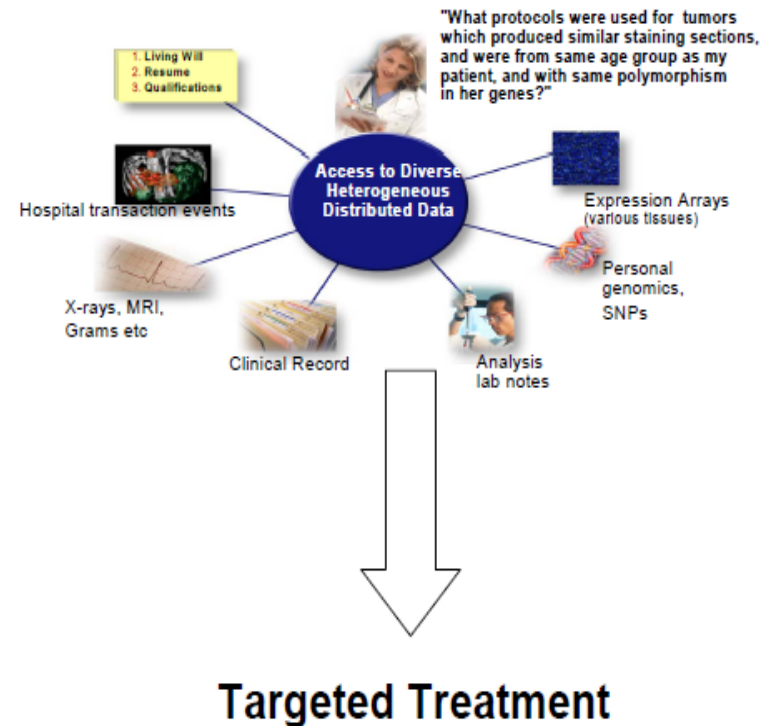 "What protocols were used for tumors
which produced similar staining sections,
and were from same age group as my
patient, and with same polymorphism
in her genes?"
1. Living Will
2. Resume
3. Qualifications
Access to Diverse
Heterogeneous
Distributed Data
Hospital transaction events
Expression Arrays
(various tissues)
X-rays, MRI,
Grams etc
Personal
genomics,
SNPs
Clinical Record
Analysis
lab notes
Targeted Treatment